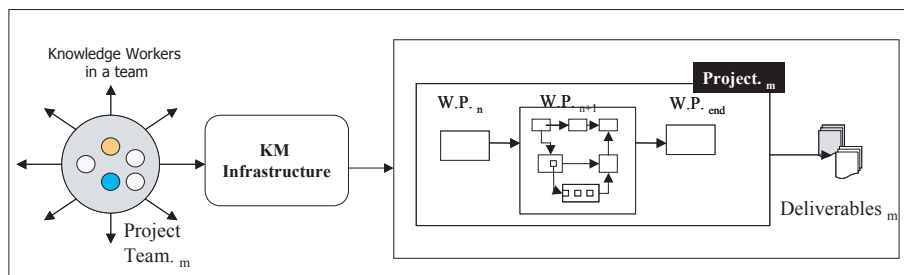 Knowledge Workers
in a team
Project
Team. m
KM
Infrastructure
Project. m
W.P. n
W.P. n+1
W.P. end
Deliverables m